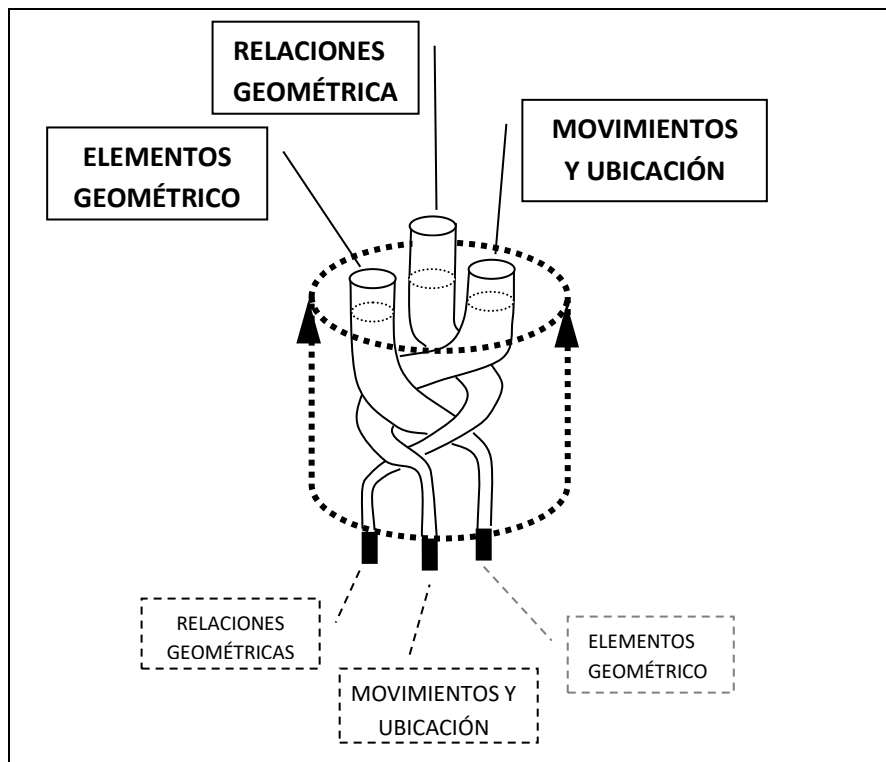 RELACIONES
GEOMÉTRICA
MOVIMIENTOS
Y UBICACIÓN
ELEMENTOS
GEOMÉTRICO
RELACIONES
GEOMÉTRICAS
MOVIMIENTOS Y
UBICACIÓN
ELEMENTOS
GEOMÉTRICO